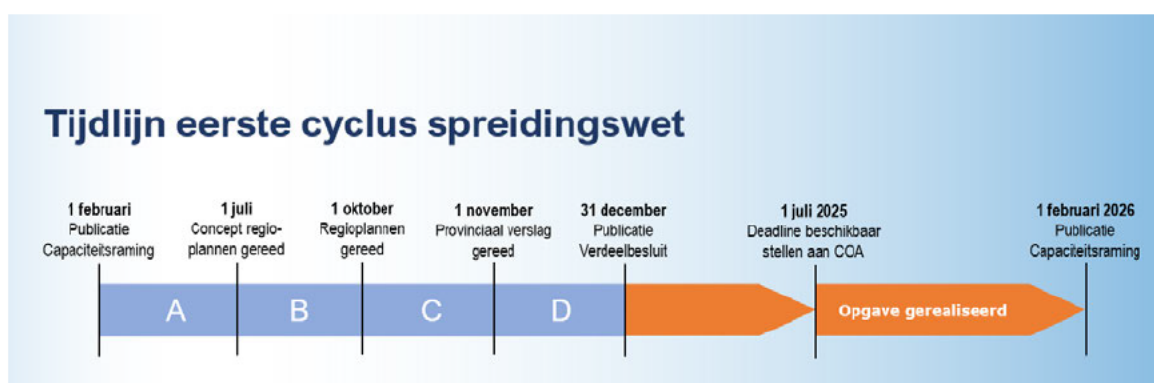 Tijdlijn eerste cyclus spreidingswet
1 februari
Publicatie
Capaciteitsraming
1 juli
Concept regio-
plannen gereed
1 oktober
Regioplannen
gereed
1 november
Provinciaal verslag
gereed
31 december
Publicatie
Verdeelbesluit
1 juli 2025
Deadline beschikbaar
stellen aan COA
1 februari 2026
Publicatie
Capaciteitsraming
A
B
C
D
Opgave gerealiseerd